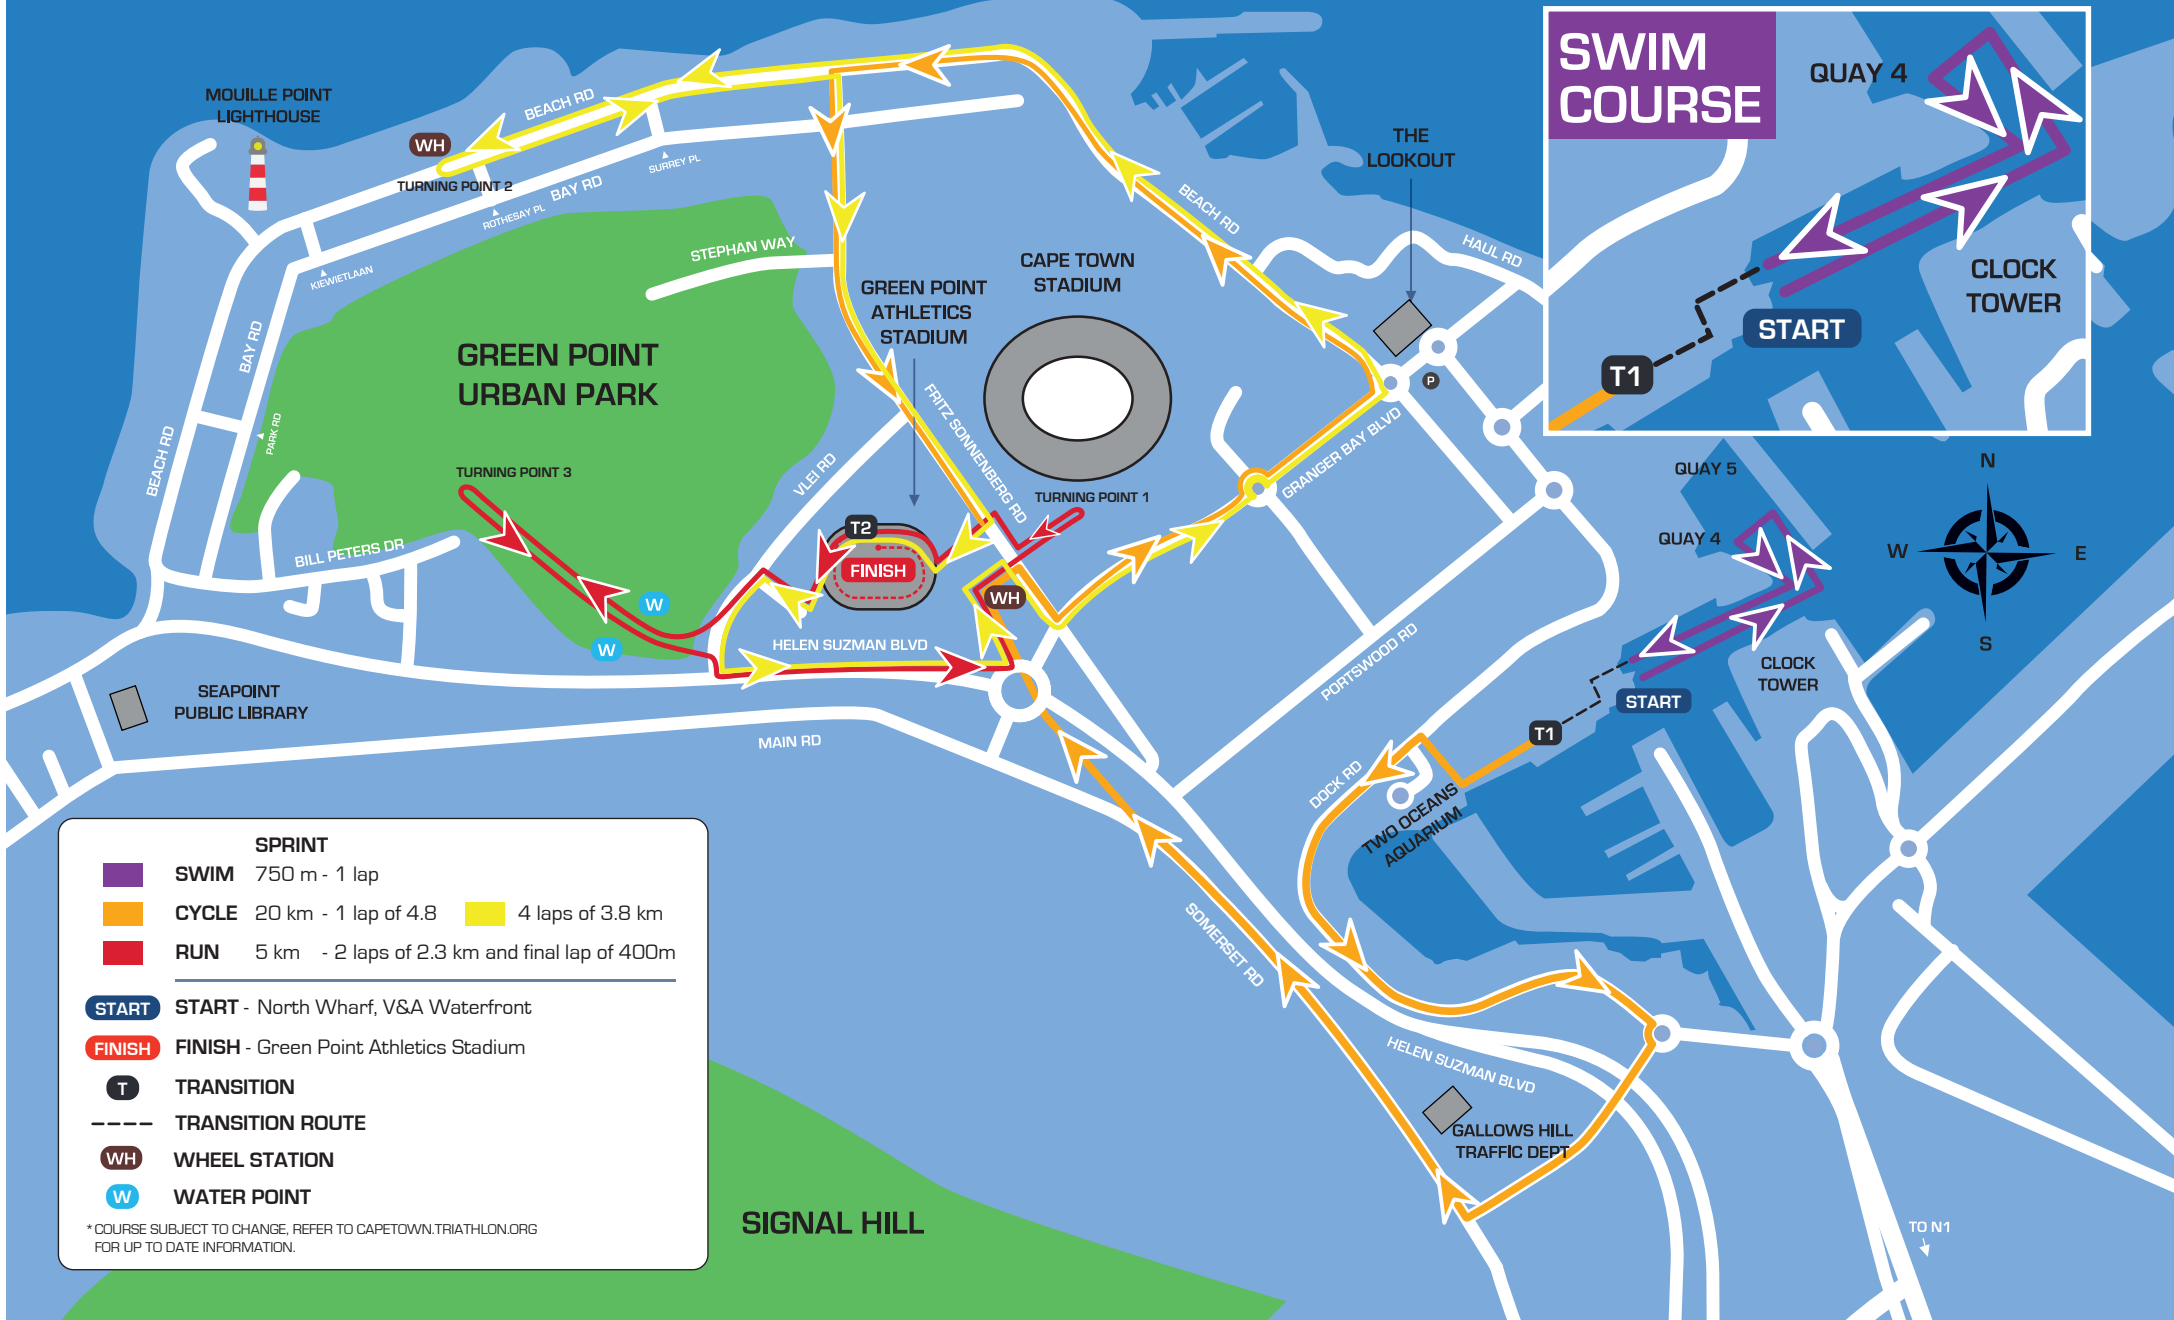 SWIM
COURSE
QUAY 4
CLOCK
TOWER
START
T1
MOUILLE POINT
LIGHTHOUSE
BEACH RD
WH
TURNING POINT 2
SURREY PL
BAY RD
ROTHESAY PL
KIEWIETLAAN
STEPHAN WAY
THE
LOOKOUT
BEACH RD
HAUL RD
CAPE TOWN
STADIUM
GREEN POINT
ATHLETICS
STADIUM
GREEN POINT
URBAN PARK
BAY RD
PARK RD
BEACH RD
P
FRITZ SONNENBERG RD
GRANGER BAY BLVD
VLEI RD
TURNING POINT 3
TURNING POINT 1
T2
FINISH
BILL PETERS DR
W
W
WH
HELEN SUZMAN BLVD
QUAY 5
QUAY 4
N
W
E
S
CLOCK
TOWER
START
T1
PORTSWOOD RD
SEAPOINT
PUBLIC LIBRARY
MAIN RD
DOCK RD
TWO OCEANS
AQUARIUM
SOMERSET RD
HELEN SUZMAN BLVD
GALLOWS HILL
TRAFFIC DEPT
TO N1
SIGNAL HILL
SPRINT
SWIM 750 m - 1 lap
CYCLE 20 km - 1 lap of 4.8 4 laps of 3.8 km
RUN 5 km - 2 laps of 2.3 km and final lap of 400m
START START - North Wharf, V&A Waterfront
FINISH FINISH - Green Point Athletics Stadium
T TRANSITION
TRANSITION ROUTE
WH WHEEL STATION
W WATER POINT
* COURSE SUBJECT TO CHANGE, REFER TO CAPETOWN.TRIATHLON.ORG
FOR UP TO DATE INFORMATION.